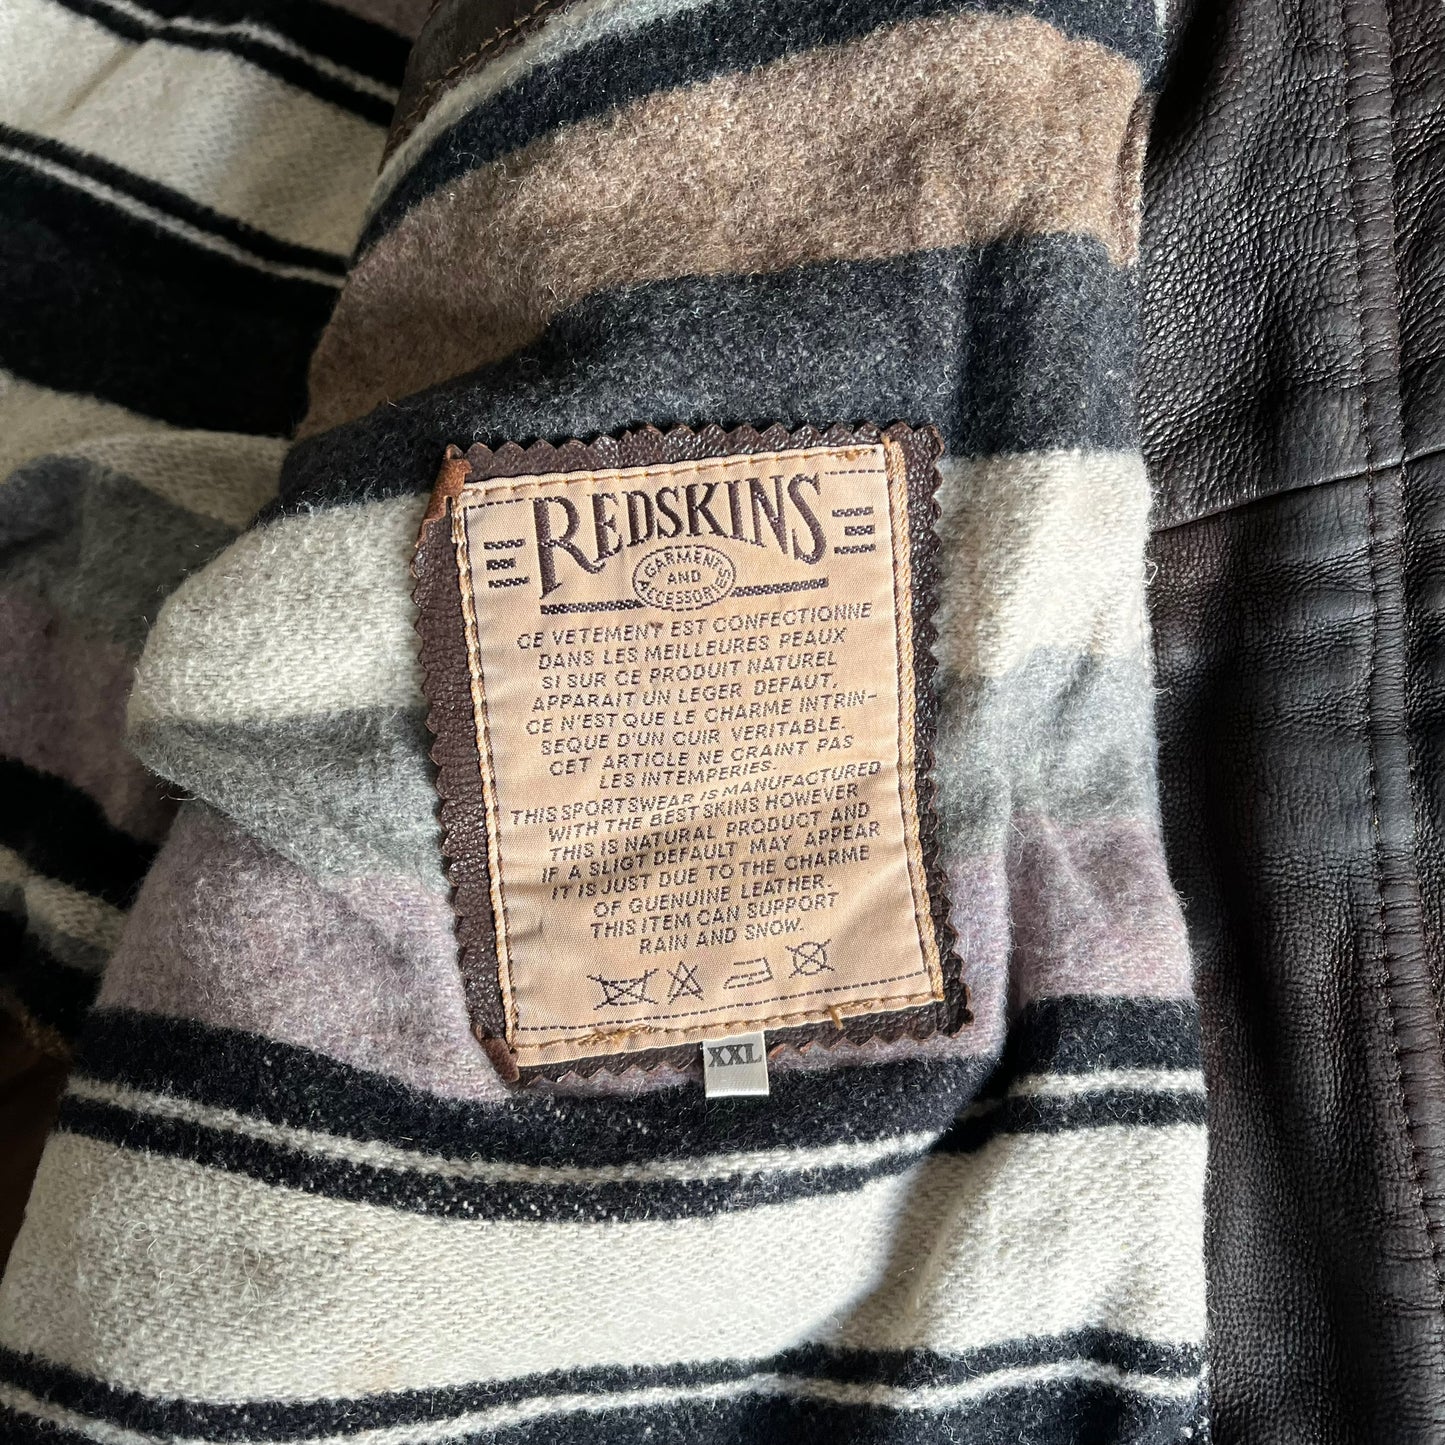 REDSKINS
GARMENTS
AND
ACCESSORIES
CE VETEMENT EST CONFECTIONNE
DANS LES MEILLEURES PEAUX
SI SUR CE PRODUIT NATUREL
APPARAIT UN LEGER DEFAUT,
CE N'EST QUE LE CHARME INTRIN-
SEQUE D'UN CUIR VERITABLE.
CET ARTICLE NE CRAINT PAS
LES INTEMPERIES.
THIS SPORTSWEAR IS MANUFACTURED
WITH THE BEST SKINS HOWEVER
THIS IS NATURAL PRODUCT AND
IF A SLIGT DEFAULT MAY APPEAR
IT IS JUST DUE TO THE CHARME
OF GUENUINE LEATHER.
THIS ITEM CAN SUPPORT
RAIN AND SNOW.
XXL